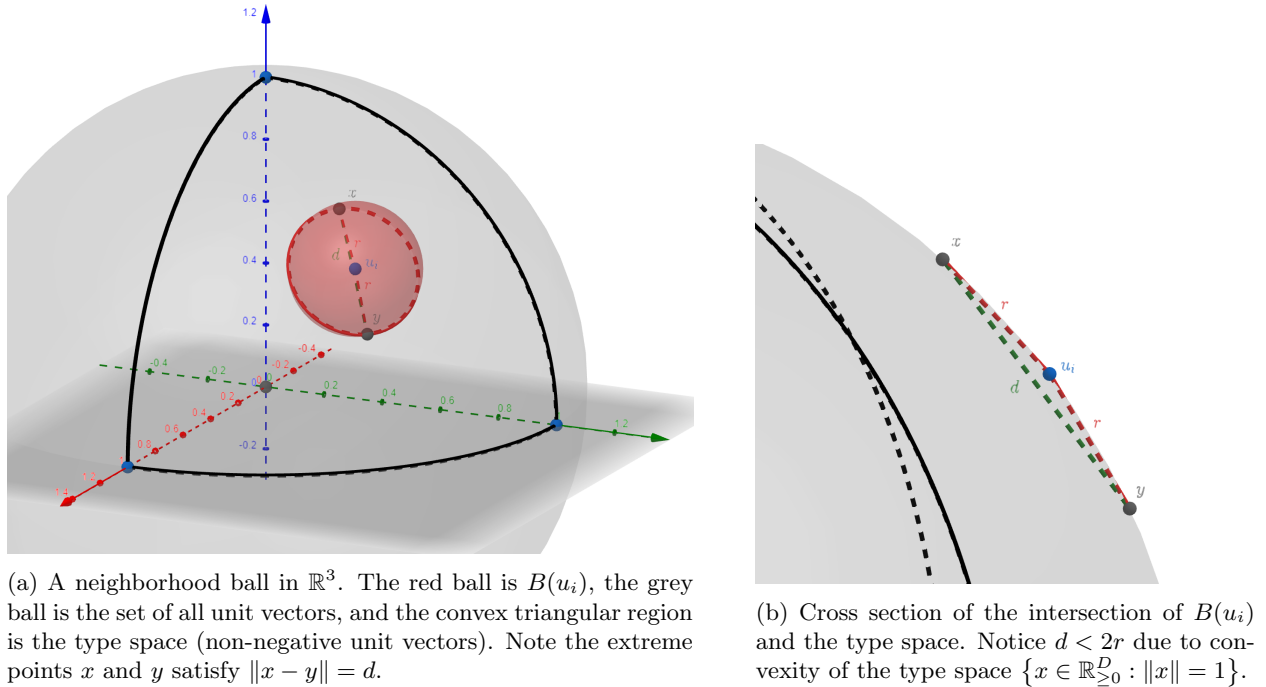 1.2
1
0.8
0.6
x
r
d
0.4
u_i
r
y
0.2
-0.4
-0.4
-0.2
-0.2
0
0.2
0.2
0.4
0.4
0.6
0.6
0.8
0.8
1.2
-0.2
1.2
1.4
(a) A neighborhood ball in ℝ³. The red ball is B(u_i), the grey
ball is the set of all unit vectors, and the convex triangular region
is the type space (non-negative unit vectors). Note the extreme
points x and y satisfy ‖x − y‖ = d.
x
r
u_i
d
r
y
(b) Cross section of the intersection of B(u_i)
and the type space. Notice d < 2r due to con-
vexity of the type space {x ∈ ℝ^D_≥0 : ‖x‖ = 1}.